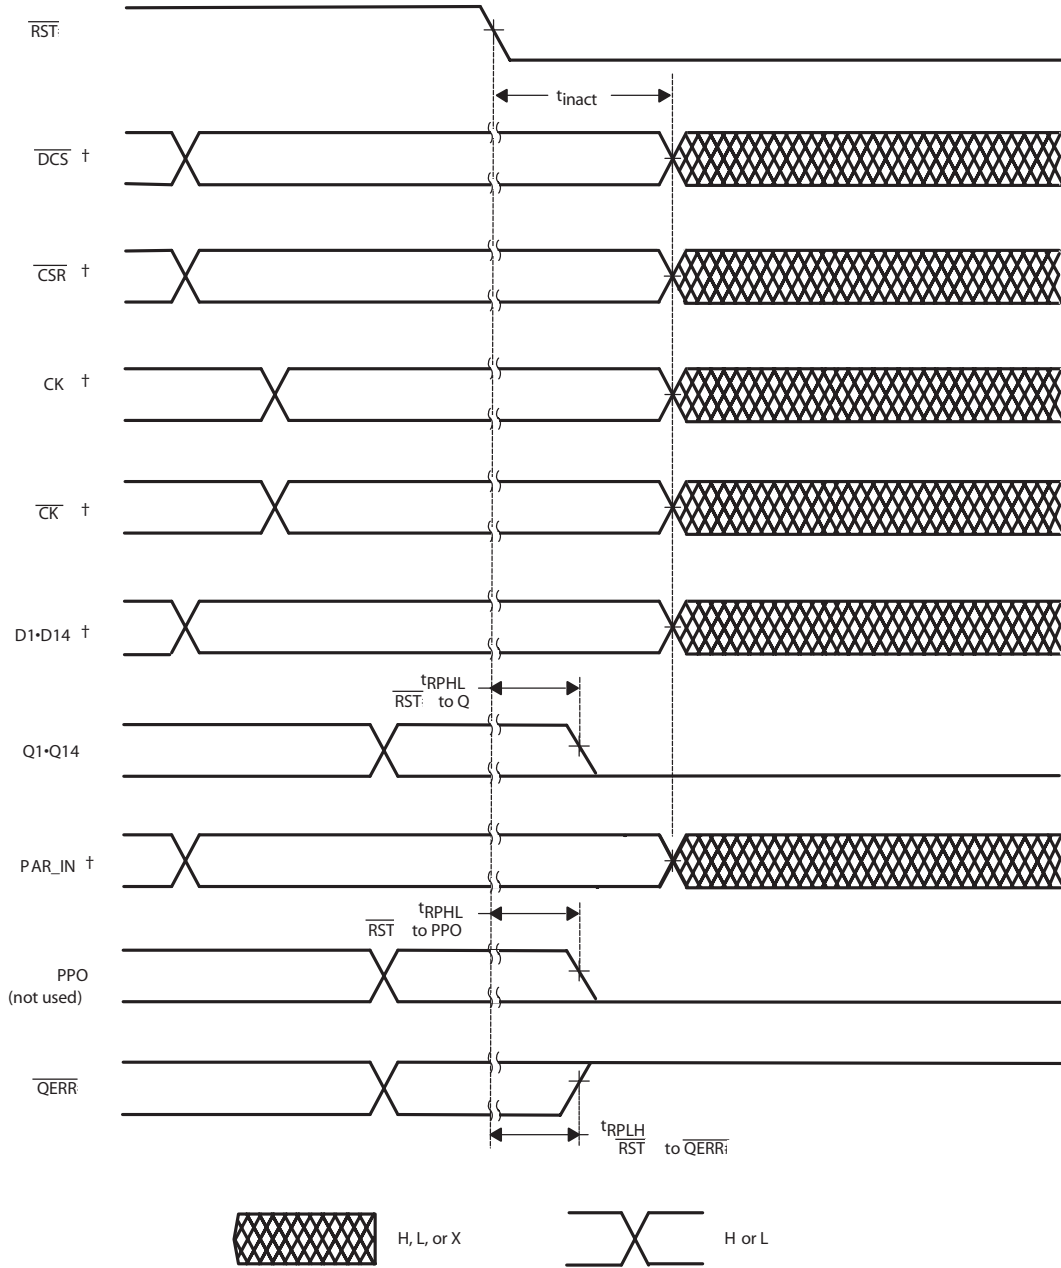 RST
tinact
DCS †
CSR †
CK †
CK †
D1•D14 †
tRPHL
RST to Q
Q1•Q14
PAR_IN †
tRPHL
RST to PPO
PPO
(not used)
QERR
tRPLH
RST to QERR
H, L, or X
H or L